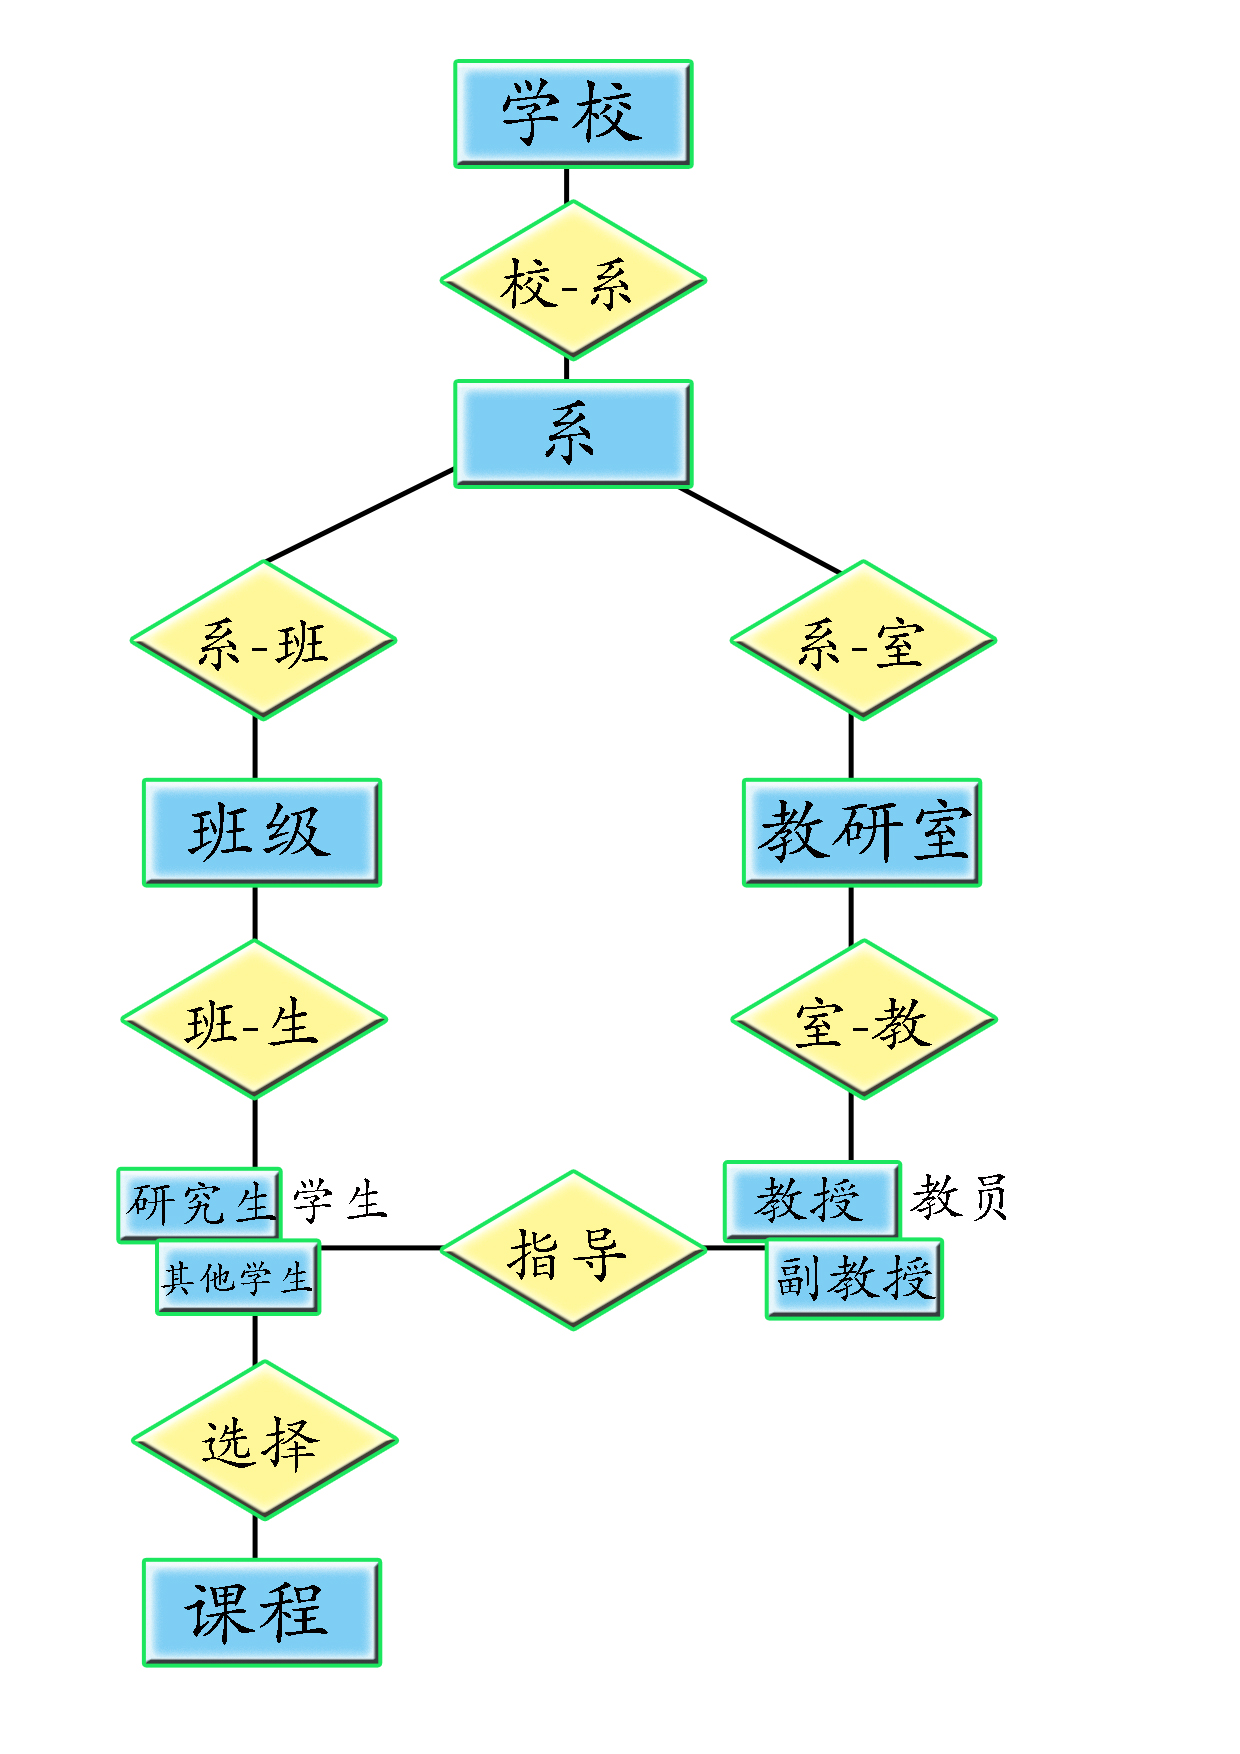 学校
校-系
系
系-班
系-室
班级
教研室
班-生
室-教
研究生 学生
教授 教员
指导
其他学生
副教授
选择
课程